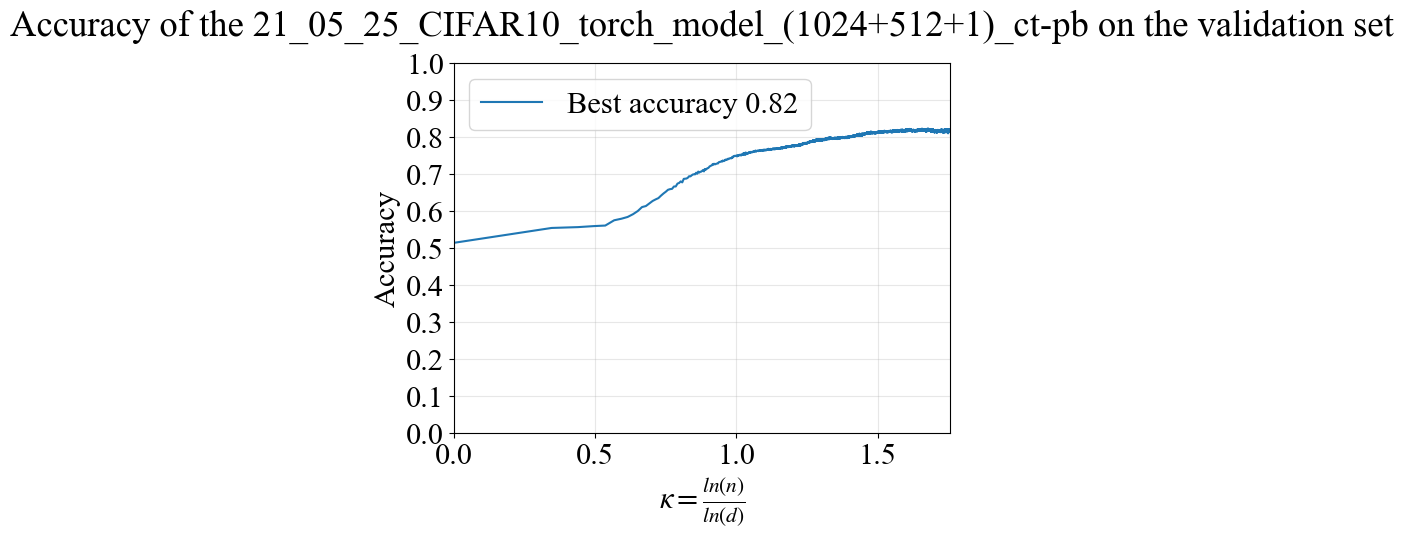 Accuracy of the 21_05_25_CIFAR10_torch_model_(1024+512+1)_ct-pb on the validation set
1.0
0.9
0.8
0.7
0.6
0.5
0.4
0.3
0.2
0.1
0.0
Best accuracy 0.82
Accuracy
0.0 0.5 1.0 1.5
κ = ln(n)/ln(d)